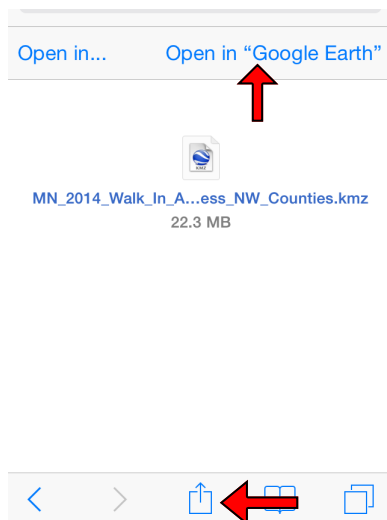 Open in... Open in “Google Earth”
KMZ
MN_2014_Walk_In_A...ess_NW_Counties.kmz
22.3 MB